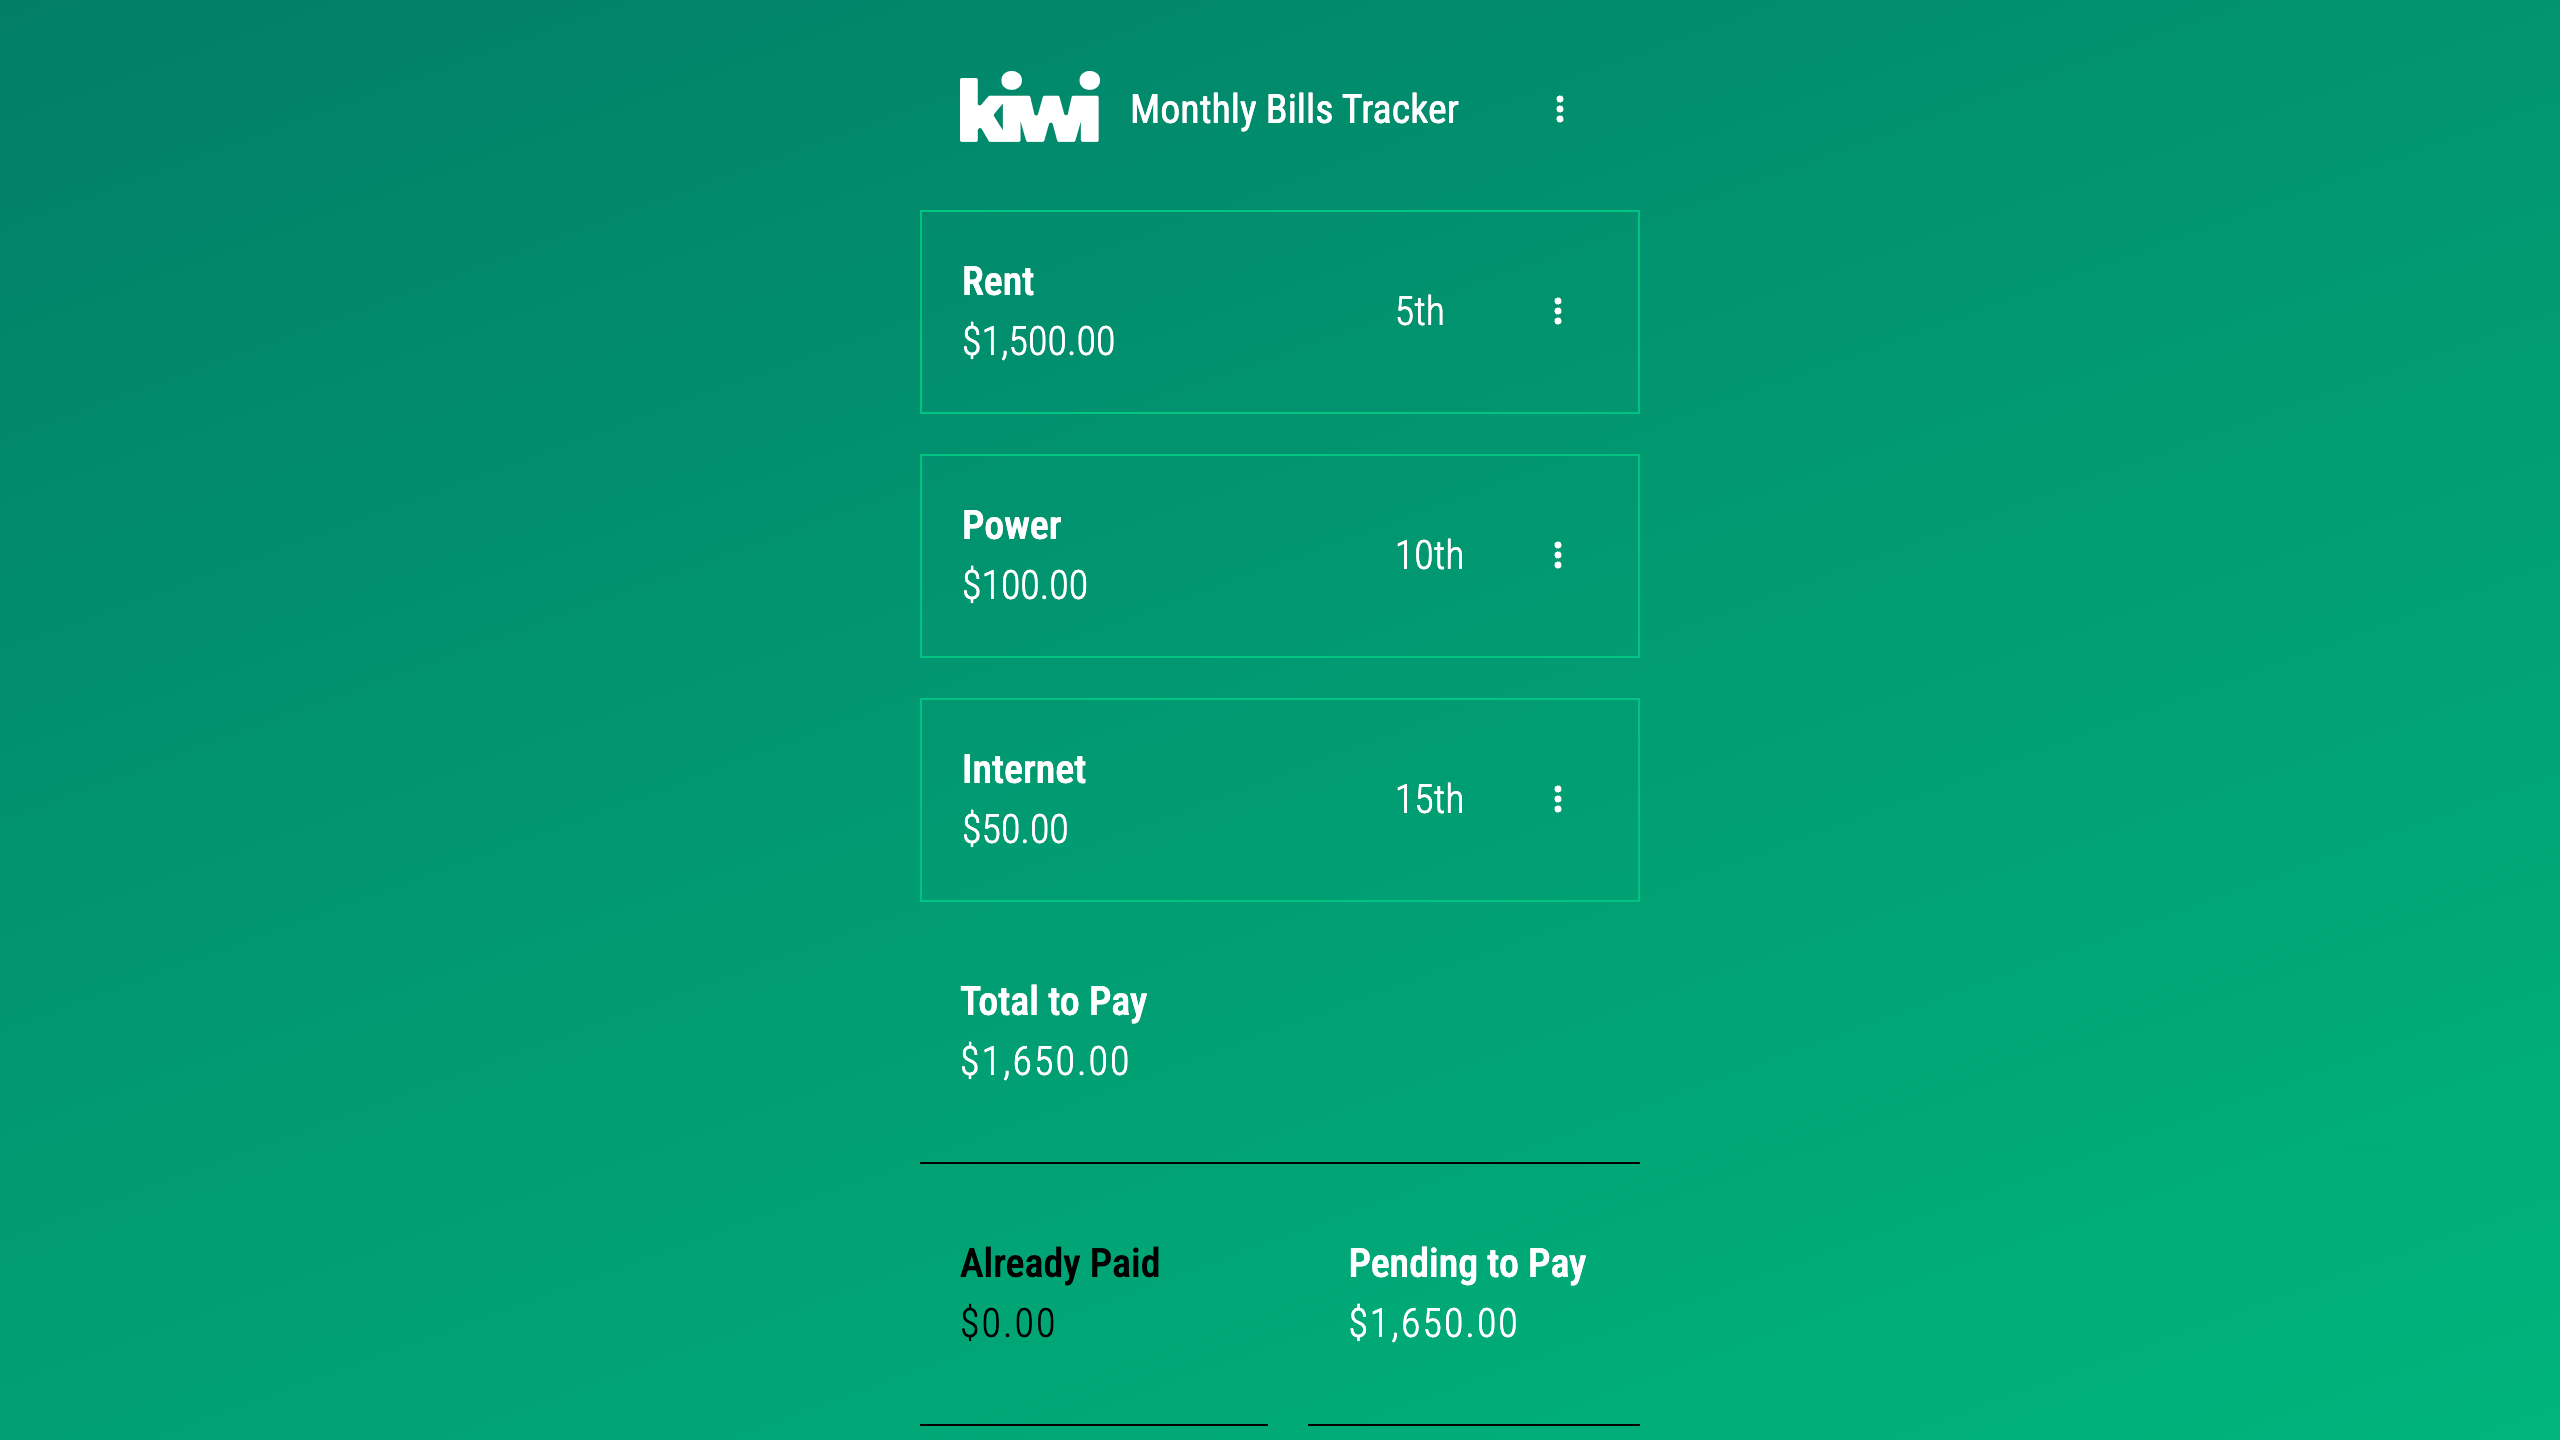 kiwi Monthly Bills Tracker
Rent
$1,500.00
5th
Power
$100.00
10th
Internet
$50.00
15th
Total to Pay
$1,650.00
Already Paid
$0.00
Pending to Pay
$1,650.00